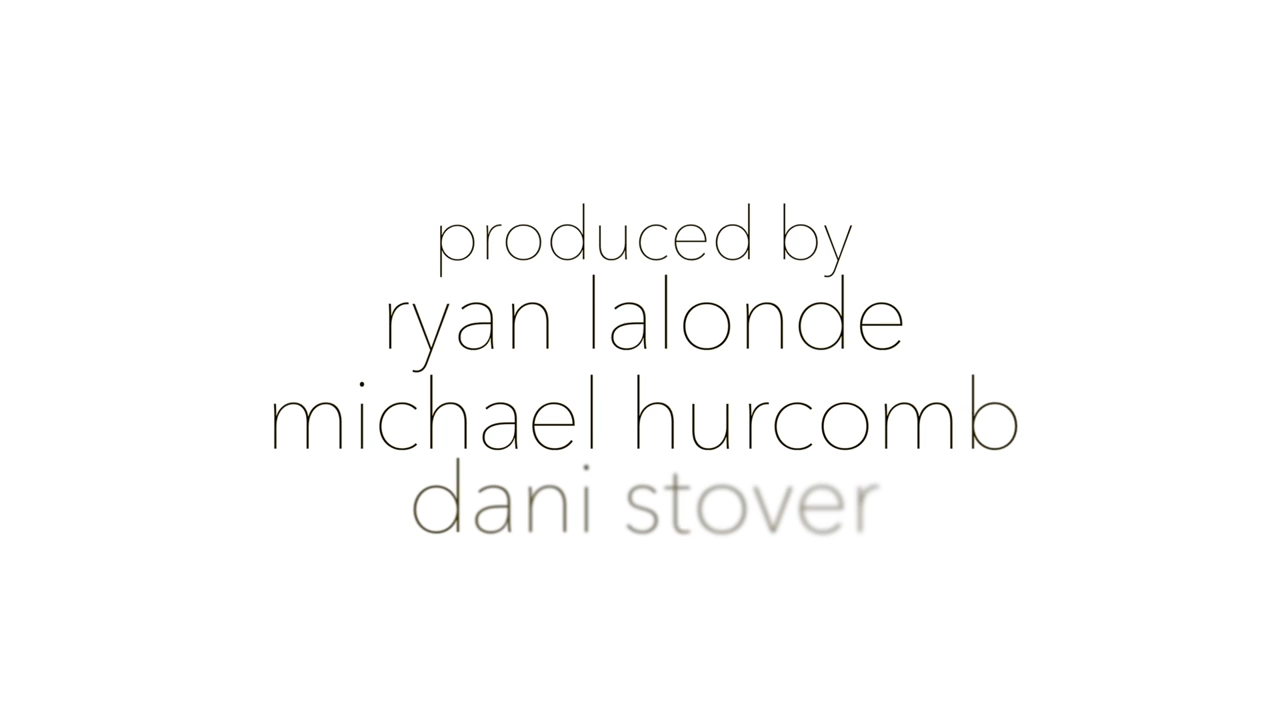 produced by
ryan lalonde
michael hurcomb
dani stover